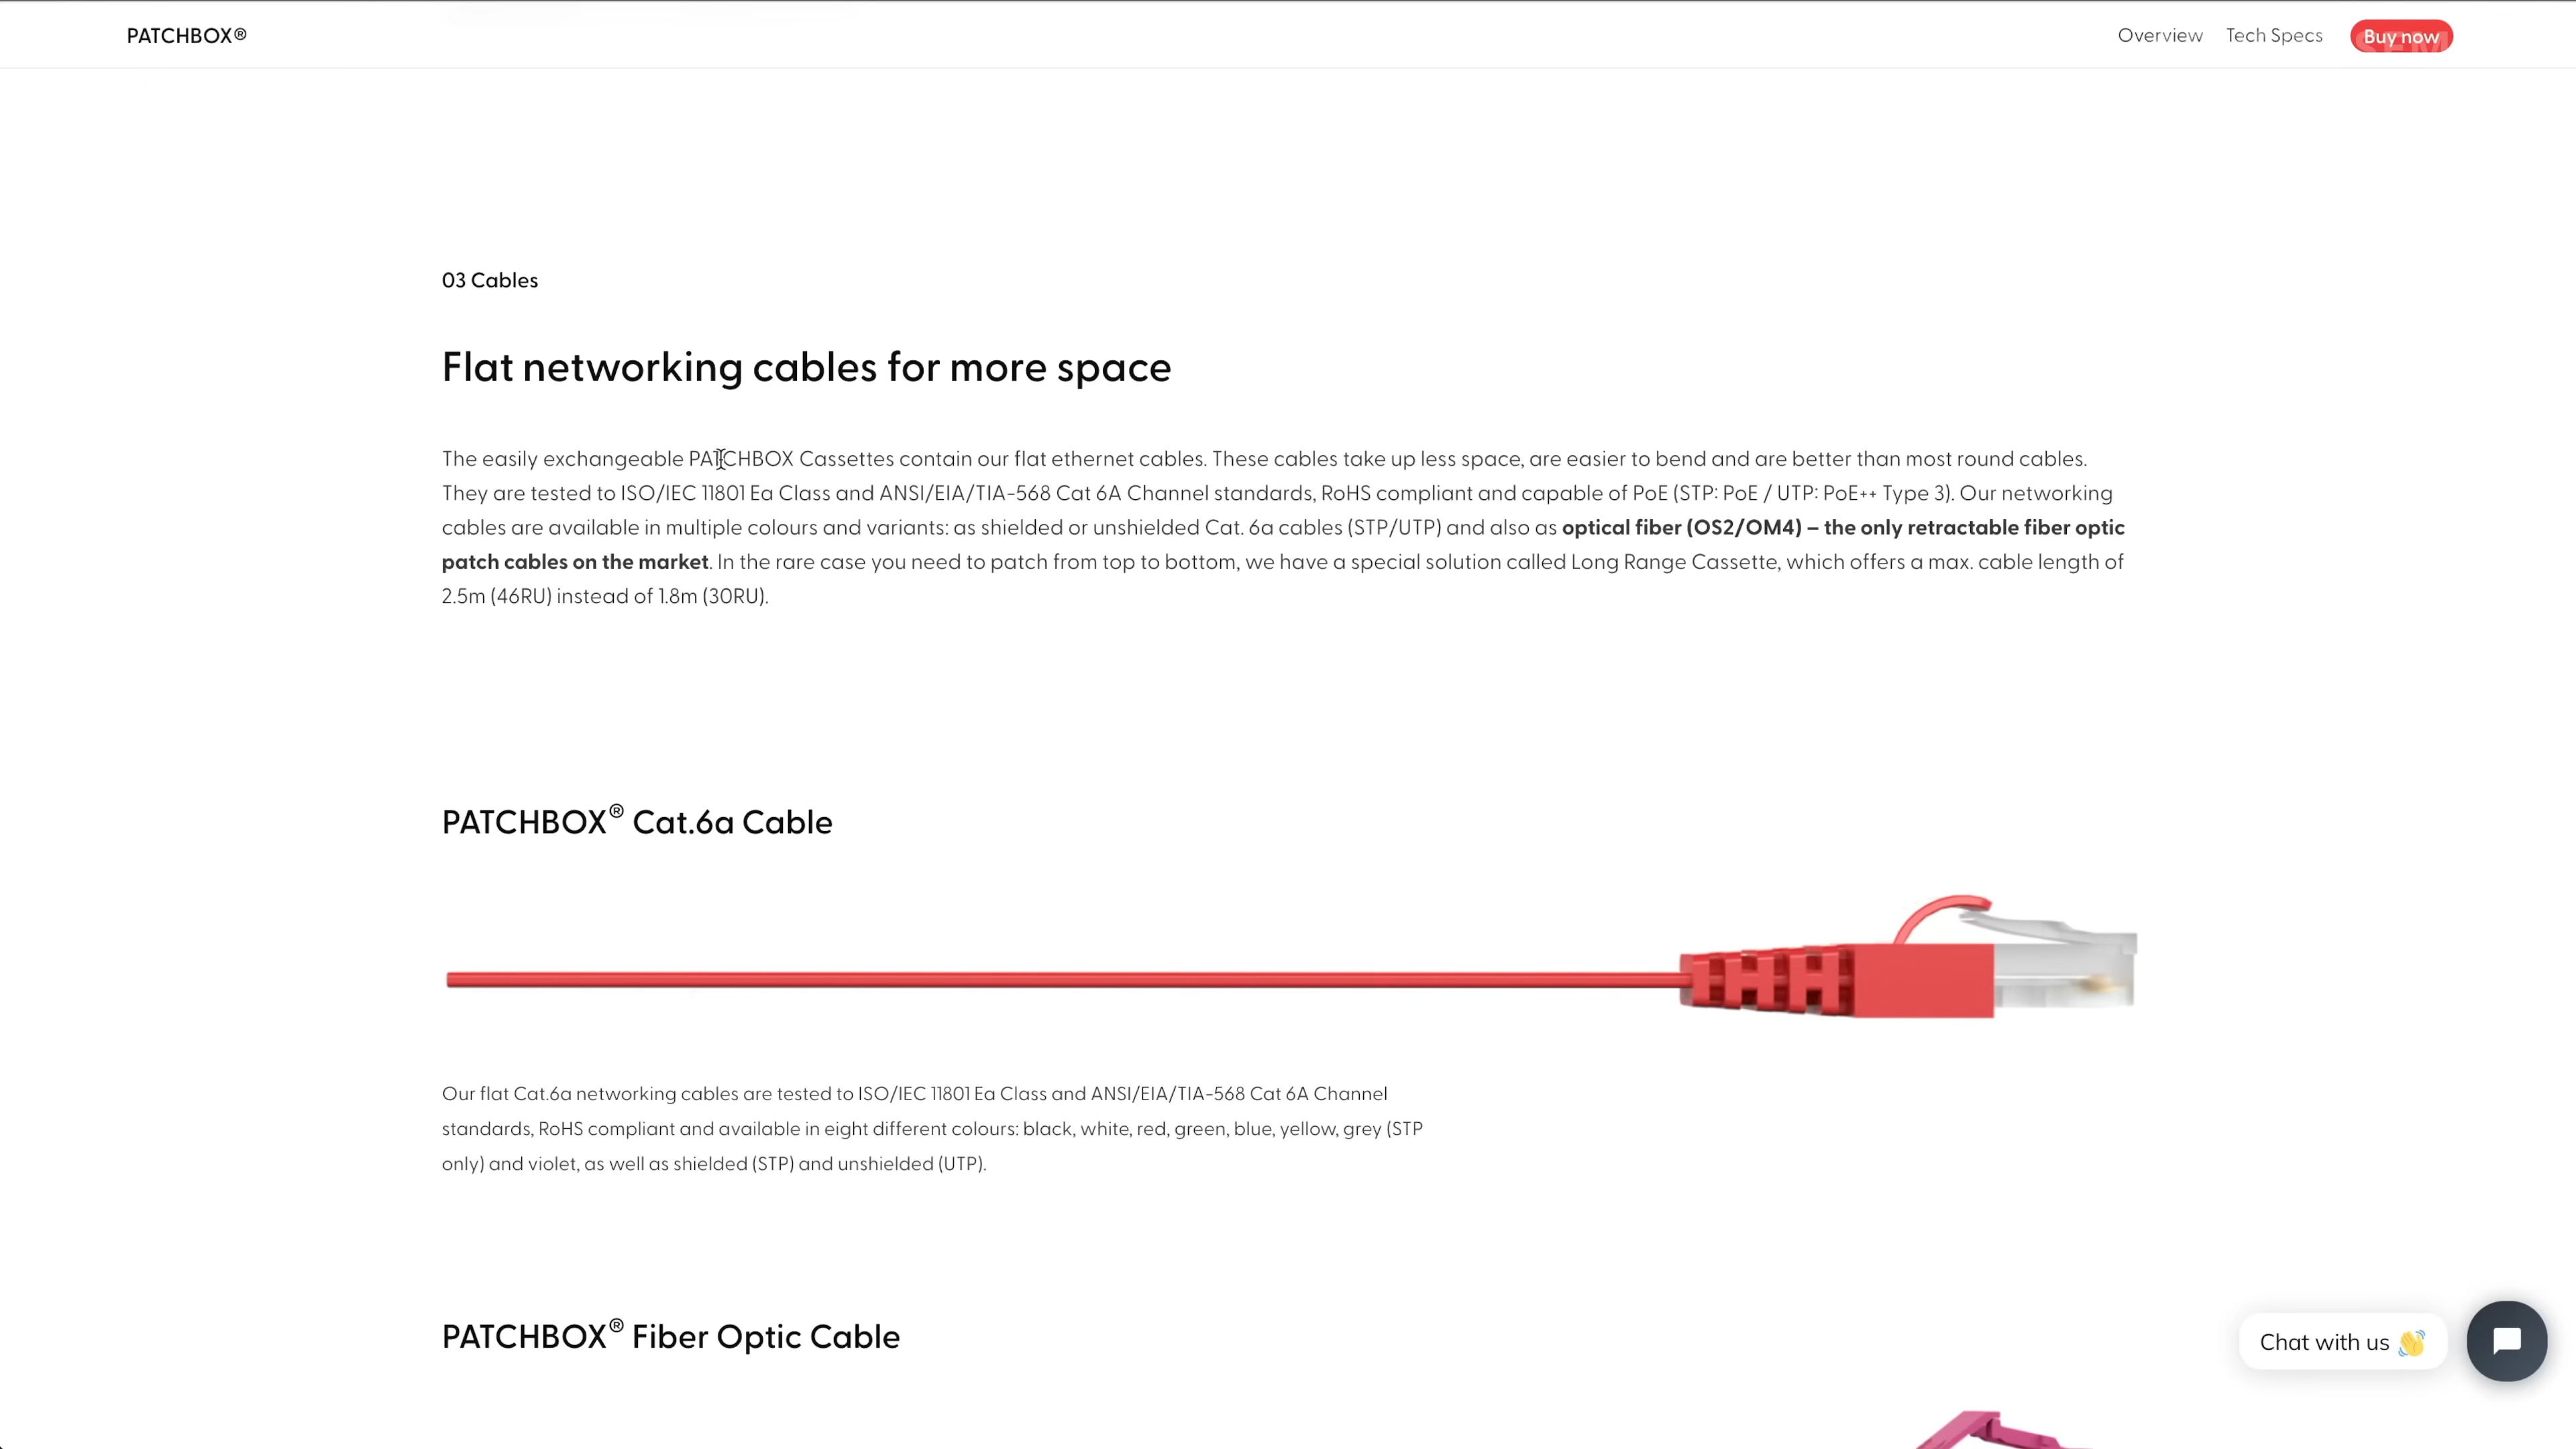 PATCHBOX®
Overview
Tech Specs
Buy now
03 Cables
Flat networking cables for more space
The easily exchangeable PATCHBOX Cassettes contain our flat ethernet cables. These cables take up less space, are easier to bend and are better than most round cables.
They are tested to ISO/IEC 11801 Ea Class and ANSI/EIA/TIA-568 Cat 6A Channel standards, RoHS compliant and capable of PoE (STP: PoE / UTP: PoE++ Type 3). Our networking
cables are available in multiple colours and variants: as shielded or unshielded Cat. 6a cables (STP/UTP) and also as optical fiber (OS2/OM4) – the only retractable fiber optic
patch cables on the market. In the rare case you need to patch from top to bottom, we have a special solution called Long Range Cassette, which offers a max. cable length of
2.5m (46RU) instead of 1.8m (30RU).
PATCHBOX® Cat.6a Cable
Our flat Cat.6a networking cables are tested to ISO/IEC 11801 Ea Class and ANSI/EIA/TIA-568 Cat 6A Channel
standards, RoHS compliant and available in eight different colours: black, white, red, green, blue, yellow, grey (STP
only) and violet, as well as shielded (STP) and unshielded (UTP).
PATCHBOX® Fiber Optic Cable
Chat with us 👋